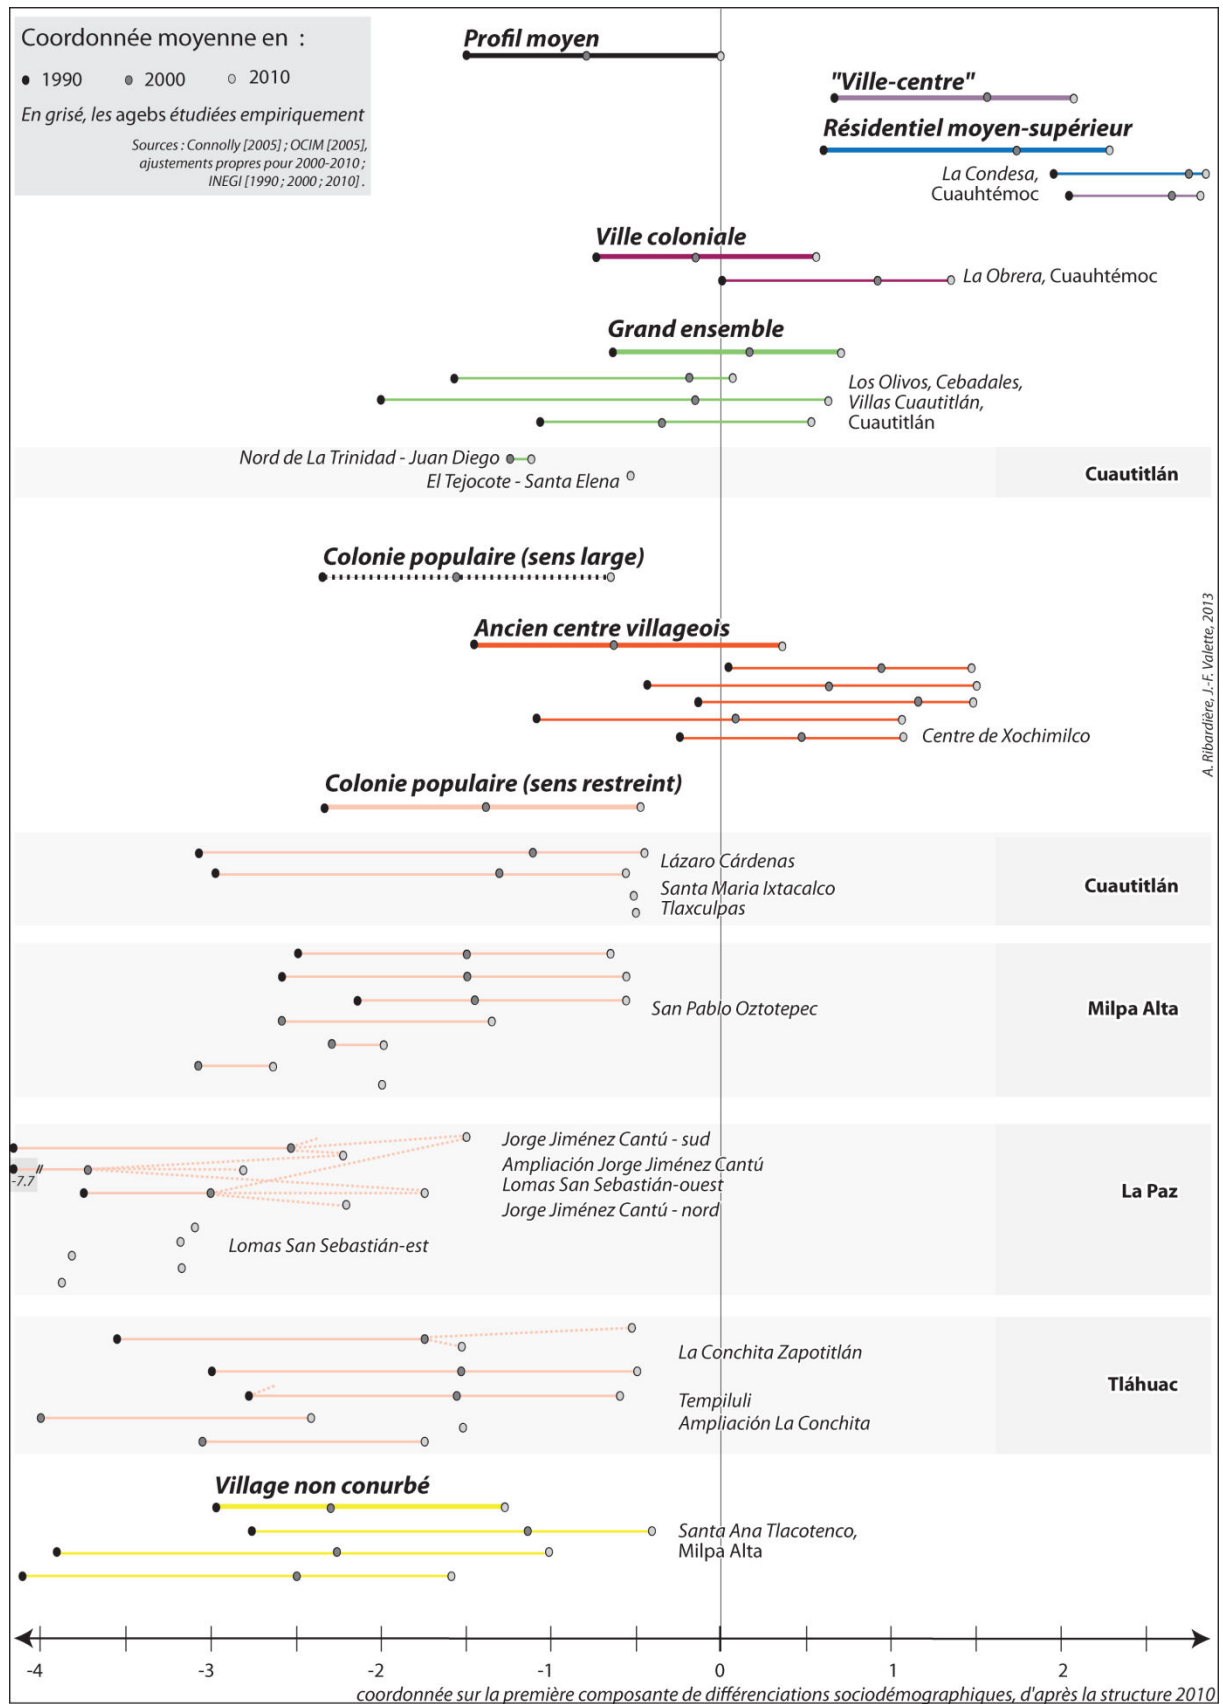 Coordonnée moyenne en :
1990 2000 2010
En grisé, les agebs étudiées empiriquement
Sources : Connolly [2005] ; OCIM [2005],
ajustements propres pour 2000-2010 ;
INEGI [1990 ; 2000 ; 2010] .
Profil moyen
"Ville-centre"
Résidentiel moyen-supérieur
La Condesa,
Cuauhtémoc
Ville coloniale
La Obrera, Cuauhtémoc
Grand ensemble
Los Olivos, Cebadales,
Villas Cuautitlán,
Cuautitlán
Nord de La Trinidad - Juan Diego
El Tejocote - Santa Elena
Cuautitlán
Colonie populaire (sens large)
Ancien centre villageois
Centre de Xochimilco
A. Ribardière, J.-F. Valette, 2013
Colonie populaire (sens restreint)
Lázaro Cárdenas
Santa Maria Ixtacalco
Tlaxculpas
Cuautitlán
San Pablo Oztotepec
Milpa Alta
Jorge Jiménez Cantú - sud
Ampliación Jorge Jiménez Cantú
Lomas San Sebastián-ouest
Jorge Jiménez Cantú - nord
-7.7
//
Lomas San Sebastián-est
La Paz
La Conchita Zapotitlán
Tempiluli
Ampliación La Conchita
Tláhuac
Village non conurbé
Santa Ana Tlacotenco,
Milpa Alta
-4 -3 -2 -1 0 1 2
coordonnée sur la première composante de différenciations sociodémographiques, d'après la structure 2010